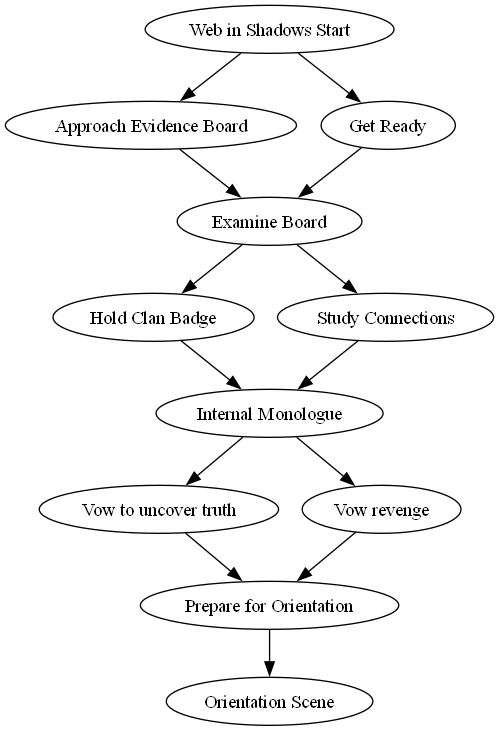 Web in Shadows Start
Approach Evidence Board
Get Ready
Examine Board
Hold Clan Badge
Study Connections
Internal Monologue
Vow to uncover truth
Vow revenge
Prepare for Orientation
Orientation Scene